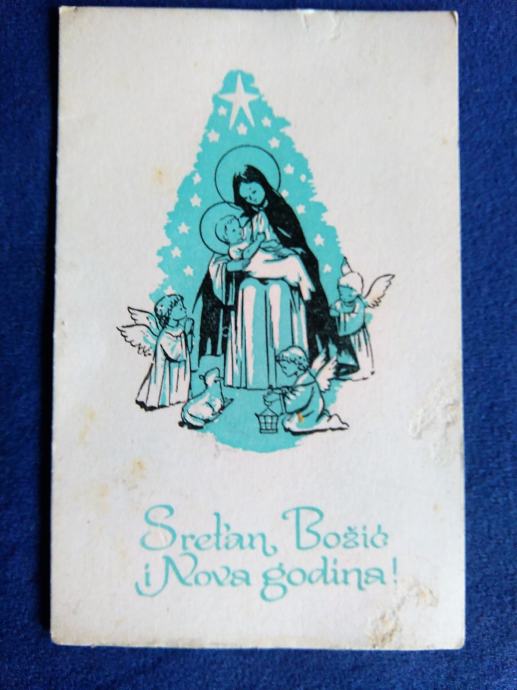 Sretan Božić
i Nova godina!